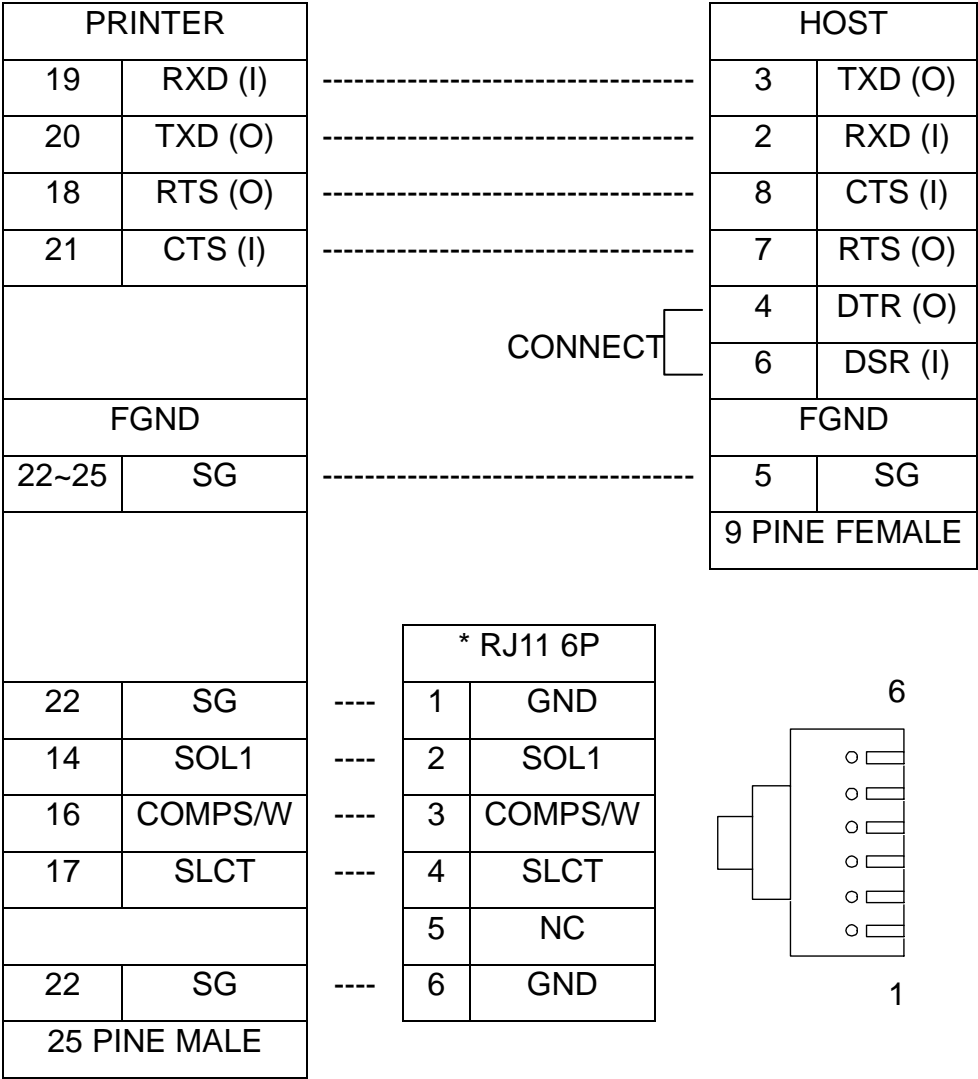 PRINTER HOST
19 RXD (I) ----------------------------------- 3 TXD (O)
20 TXD (O) ----------------------------------- 2 RXD (I)
18 RTS (O) ----------------------------------- 8 CTS (I)
21 CTS (I) ----------------------------------- 7 RTS (O)
4 DTR (O)
CONNECT
6 DSR (I)
FGND FGND
22~25 SG ----------------------------------- 5 SG
9 PINE FEMALE
* RJ11 6P
22 SG ---- 1 GND
14 SOL1 ---- 2 SOL1
16 COMPS/W ---- 3 COMPS/W
17 SLCT ---- 4 SLCT
5 NC
22 SG ---- 6 GND
25 PINE MALE
6
1